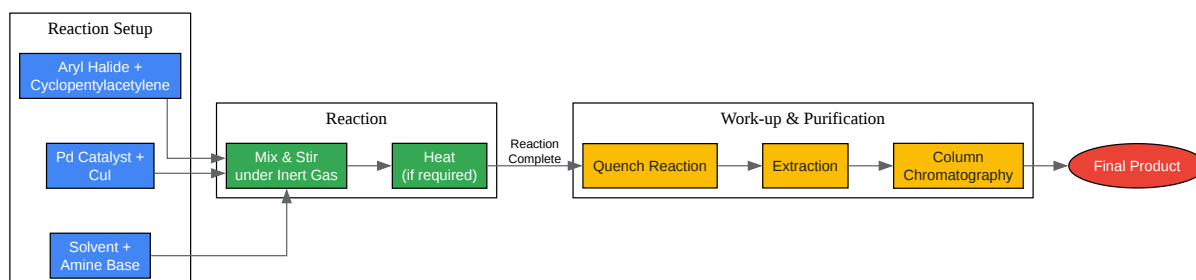 Reaction Setup
Aryl Halide +
Cyclopentylacetylene
Pd Catalyst +
CuI
Solvent +
Amine Base
Reaction
Mix & Stir
under Inert Gas
Heat
(if required)
Reaction
Complete
Work-up & Purification
Quench Reaction
Extraction
Column
Chromatography
Final Product